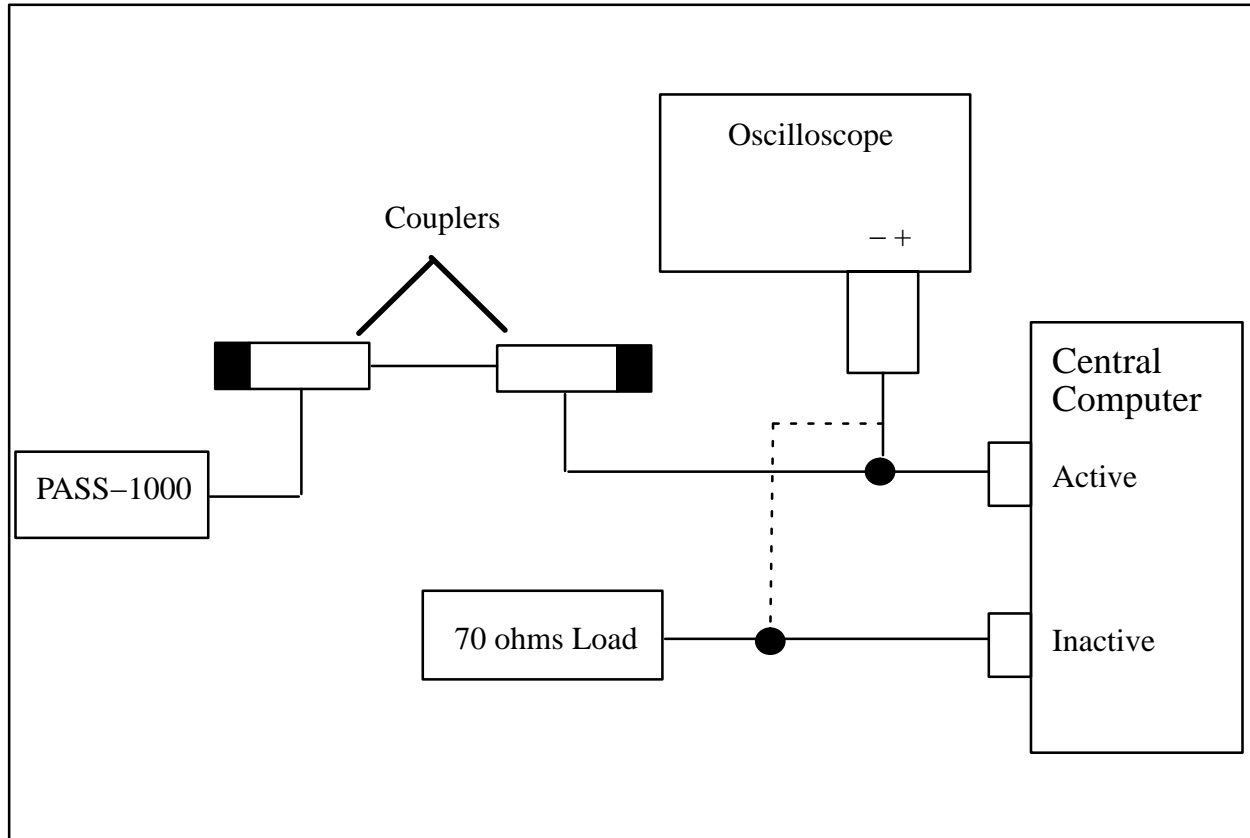 Oscilloscope
− +
Couplers
Central
Computer
PASS−1000
Active
70 ohms Load
Inactive